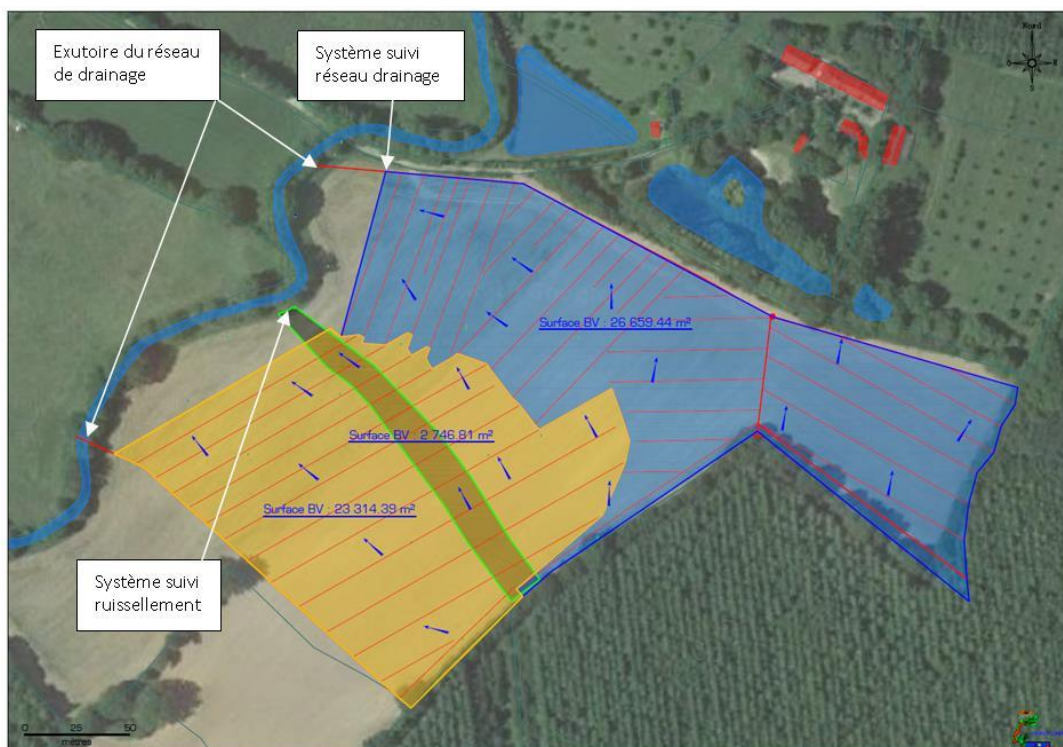 Exutoire du réseau
de drainage
Système suivi
réseau drainage
Nord
Surface BV : 26 659.44 m²
Surface BV : 2 746.81 m²
Surface BV : 23 314.39 m²
Système suivi
ruissellement
0 25 50
mètres